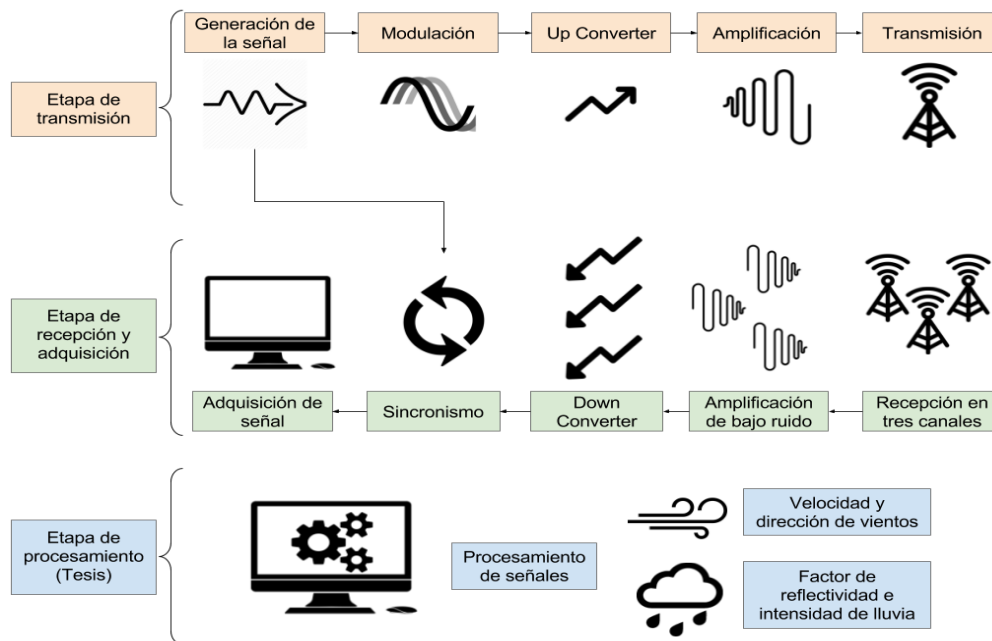 Generación de
la señal
Modulación
Up Converter
Amplificación
Transmisión
Etapa de
transmisión
Etapa de
recepción y
adquisición
Adquisición de
señal
Sincronismo
Down
Converter
Amplificación
de bajo ruido
Recepción en
tres canales
Etapa de
procesamiento
(Tesis)
Procesamiento
de señales
Velocidad y
dirección de vientos
Factor de
reflectividad e
intensidad de lluvia